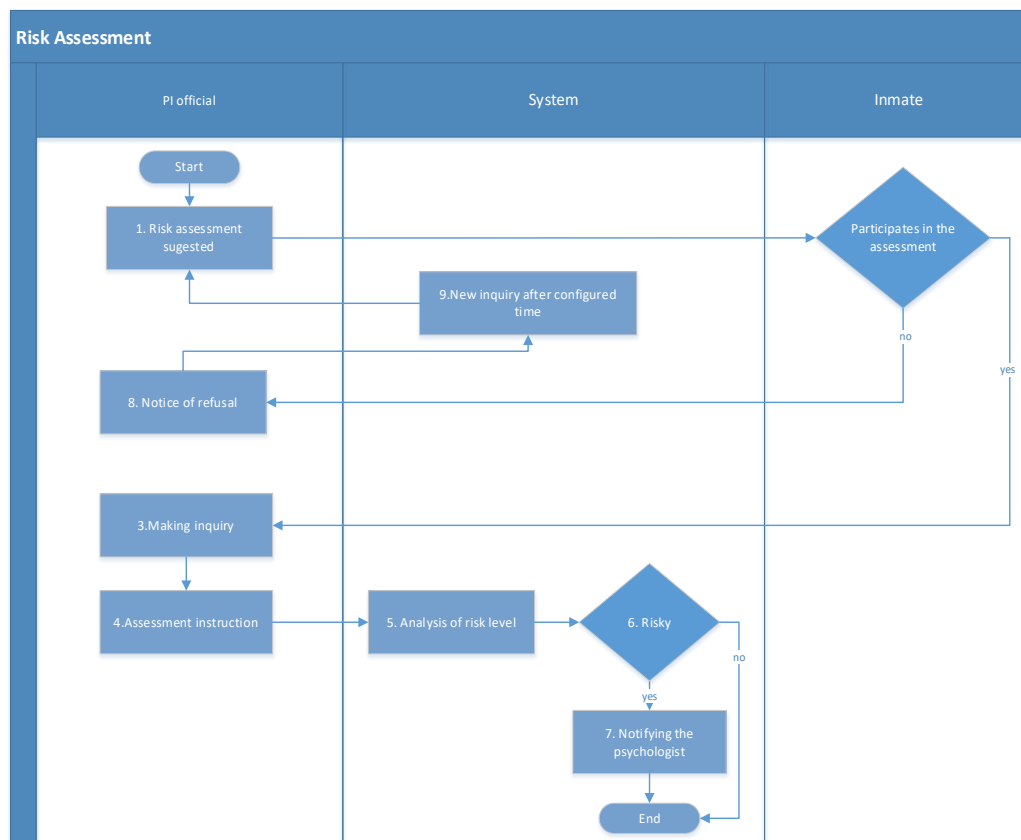 Risk Assessment
PI official
System
Inmate
Start
1. Risk assessment
sugested
Participates in the
assessment
9.New inquiry after configured
time
no
yes
8. Notice of refusal
3.Making inquiry
4.Assessment instruction
5. Analysis of risk level
6. Risky
no
yes
7. Notifying the
psychologist
End